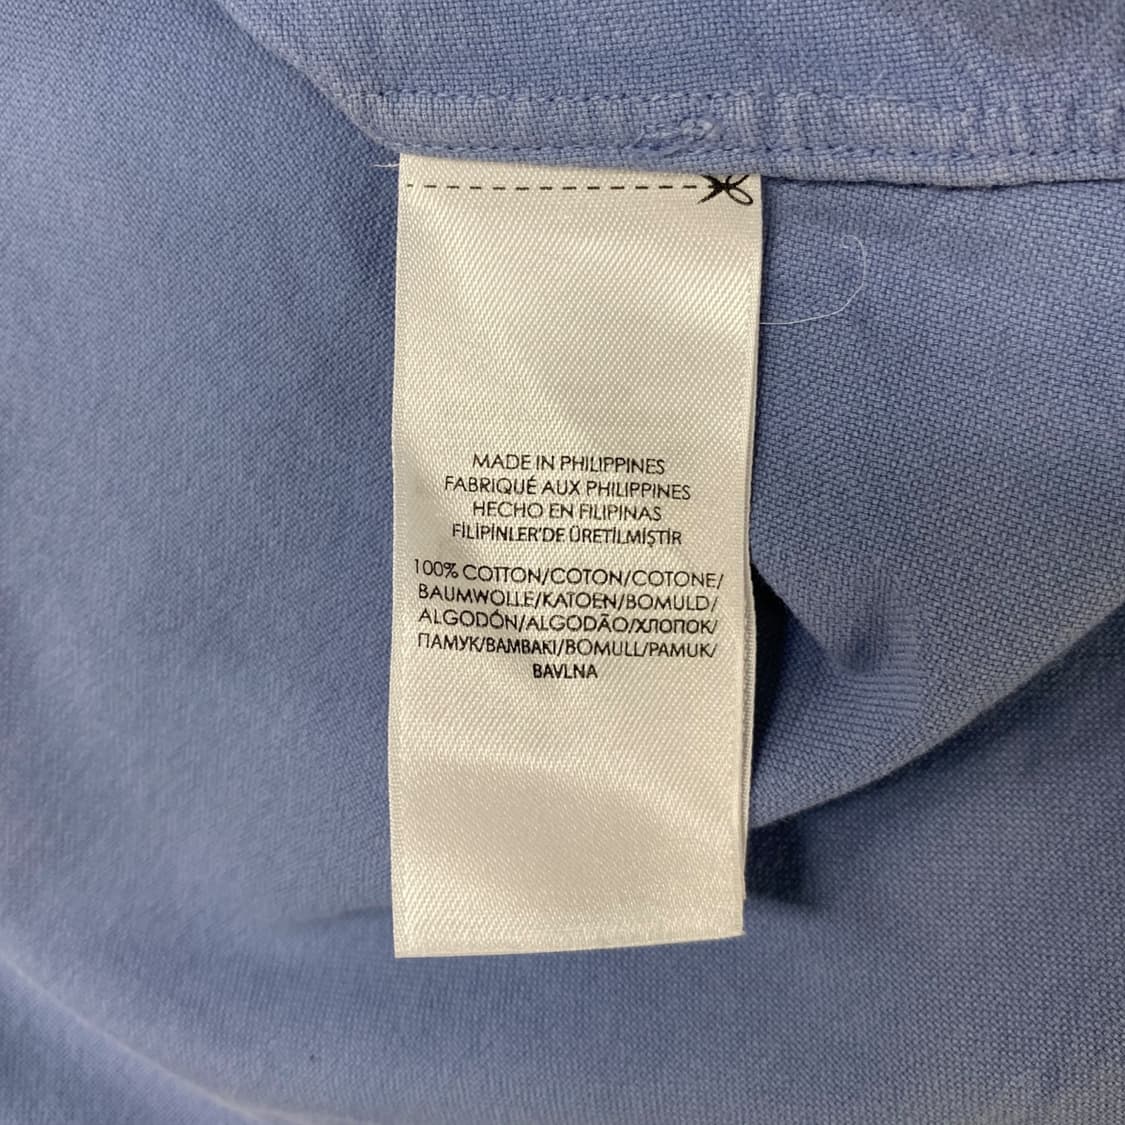 MADE IN PHILIPPINES
FABRIQUÉ AUX PHILIPPINES
HECHO EN FILIPINAS
FİLİPİNLER'DE ÜRETİLMİŞTİR
100% COTTON/COTON/COTONE/
BAUMWOLLE/KATOEN/BOMULD/
ALGODÓN/ALGODÃO/ХЛОПОК/
ПАМУК/BAMBAKI/BOMULL/PAMUK/
BAVLNA